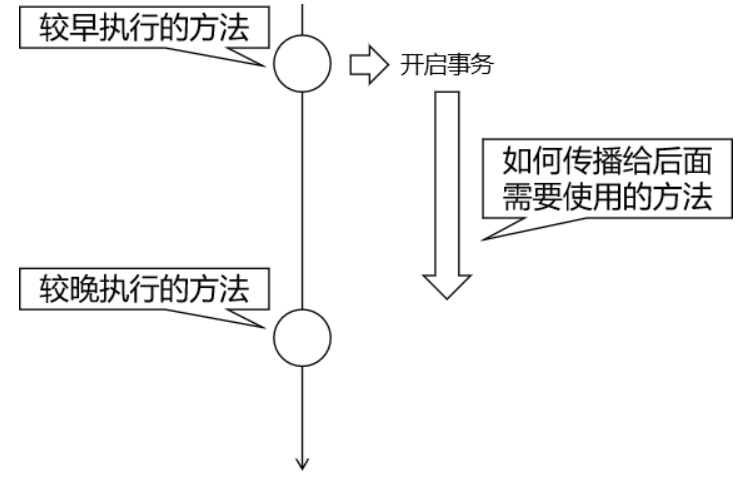 较早执行的方法
开启事务
如何传播给后面
需要使用的方法
较晚执行的方法